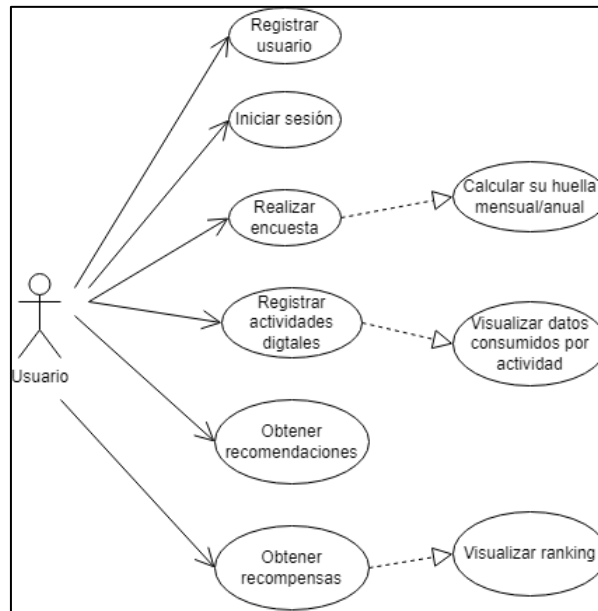 Registrar
usuario
Iniciar sesión
Realizar
encuesta
Calcular su huella
mensual/anual
Registrar
actividades
digtales
Visualizar datos
consumidos por
actividad
Usuario
Obtener
recomendaciones
Obtener
recompensas
Visualizar ranking